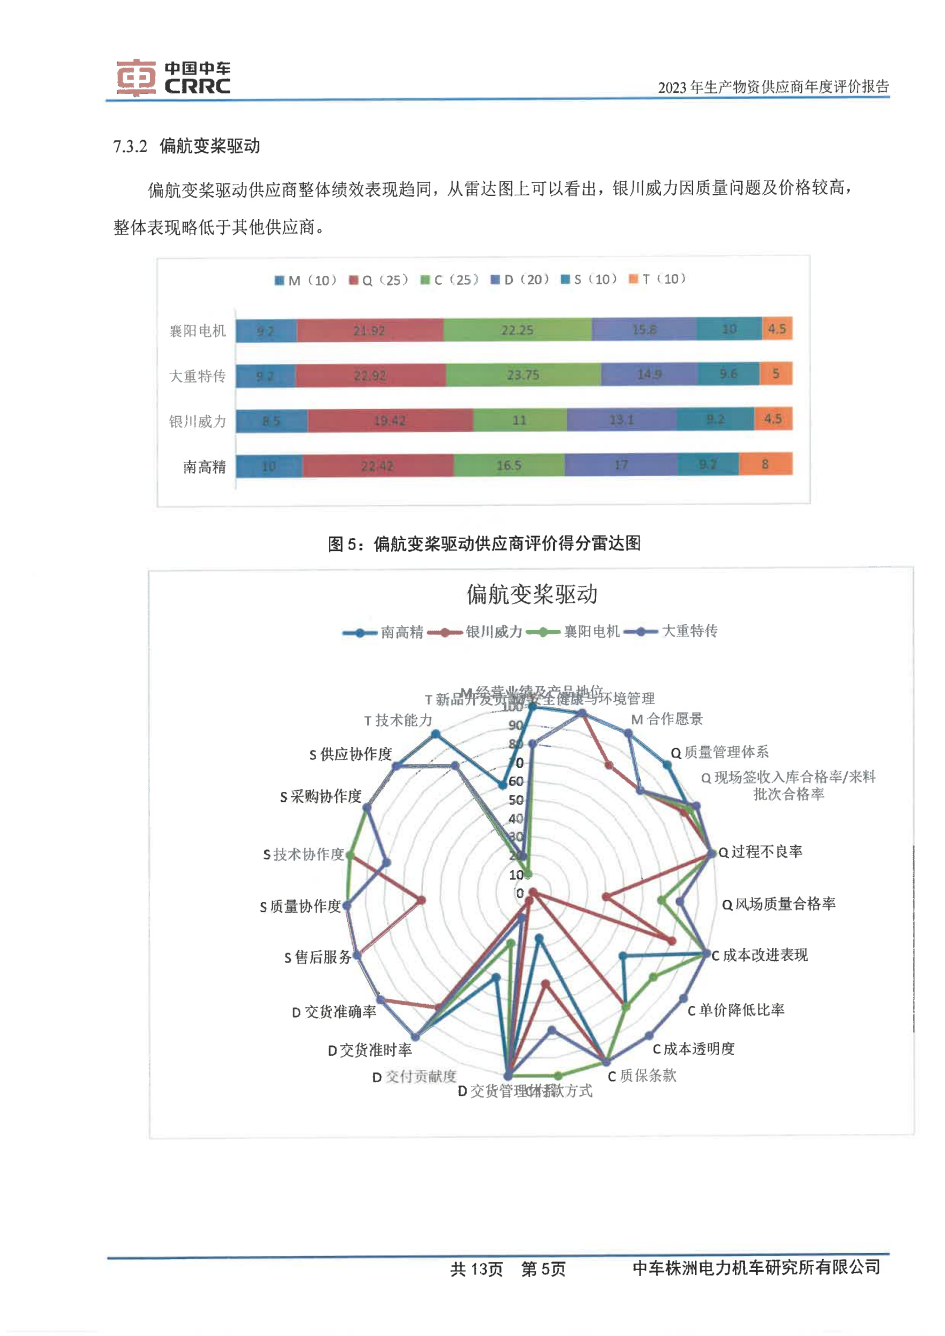 中国中车
CRRC
2023 年生产物资供应商年度评价报告
7.3.2 偏航变桨驱动
偏航变桨驱动供应商整体绩效表现趋同，从雷达图上可以看出，银川威力因质量问题及价格较高，
整体表现略低于其他供应商。
M（10） Q（25） C（25） D（20） S（10） T（10）
襄阳电机 9.2 21.92 22.25 15.8 10 4.5
大重特传 9.2 22.92 23.75 14.9 9.6 5
银川威力 8.5 19.42 11 13.1 9.2 4.5
南高精 10 22.42 16.5 17 9.2 8
图 5：偏航变桨驱动供应商评价得分雷达图
偏航变桨驱动
南高精 银川威力 襄阳电机 大重特传
M 经营业绩及产品地位
T 新品开发贡献 安全健康与环境管理
T 技术能力
M 合作愿景
S 供应协作度
Q 质量管理体系
S 采购协作度
Q 现场签收入库合格率/来料
批次合格率
S 技术协作度
Q 过程不良率
S 质量协作度
Q 风场质量合格率
S 售后服务
C 成本改进表现
D 交货准确率
C 单价降低比率
D 交货准时率
C 成本透明度
D 交付贡献度
C 质保条款
D 交货管理体系
C 付款方式
100
90
80
70
60
50
40
30
20
10
0
共 13页 第 5页 中车株洲电力机车研究所有限公司